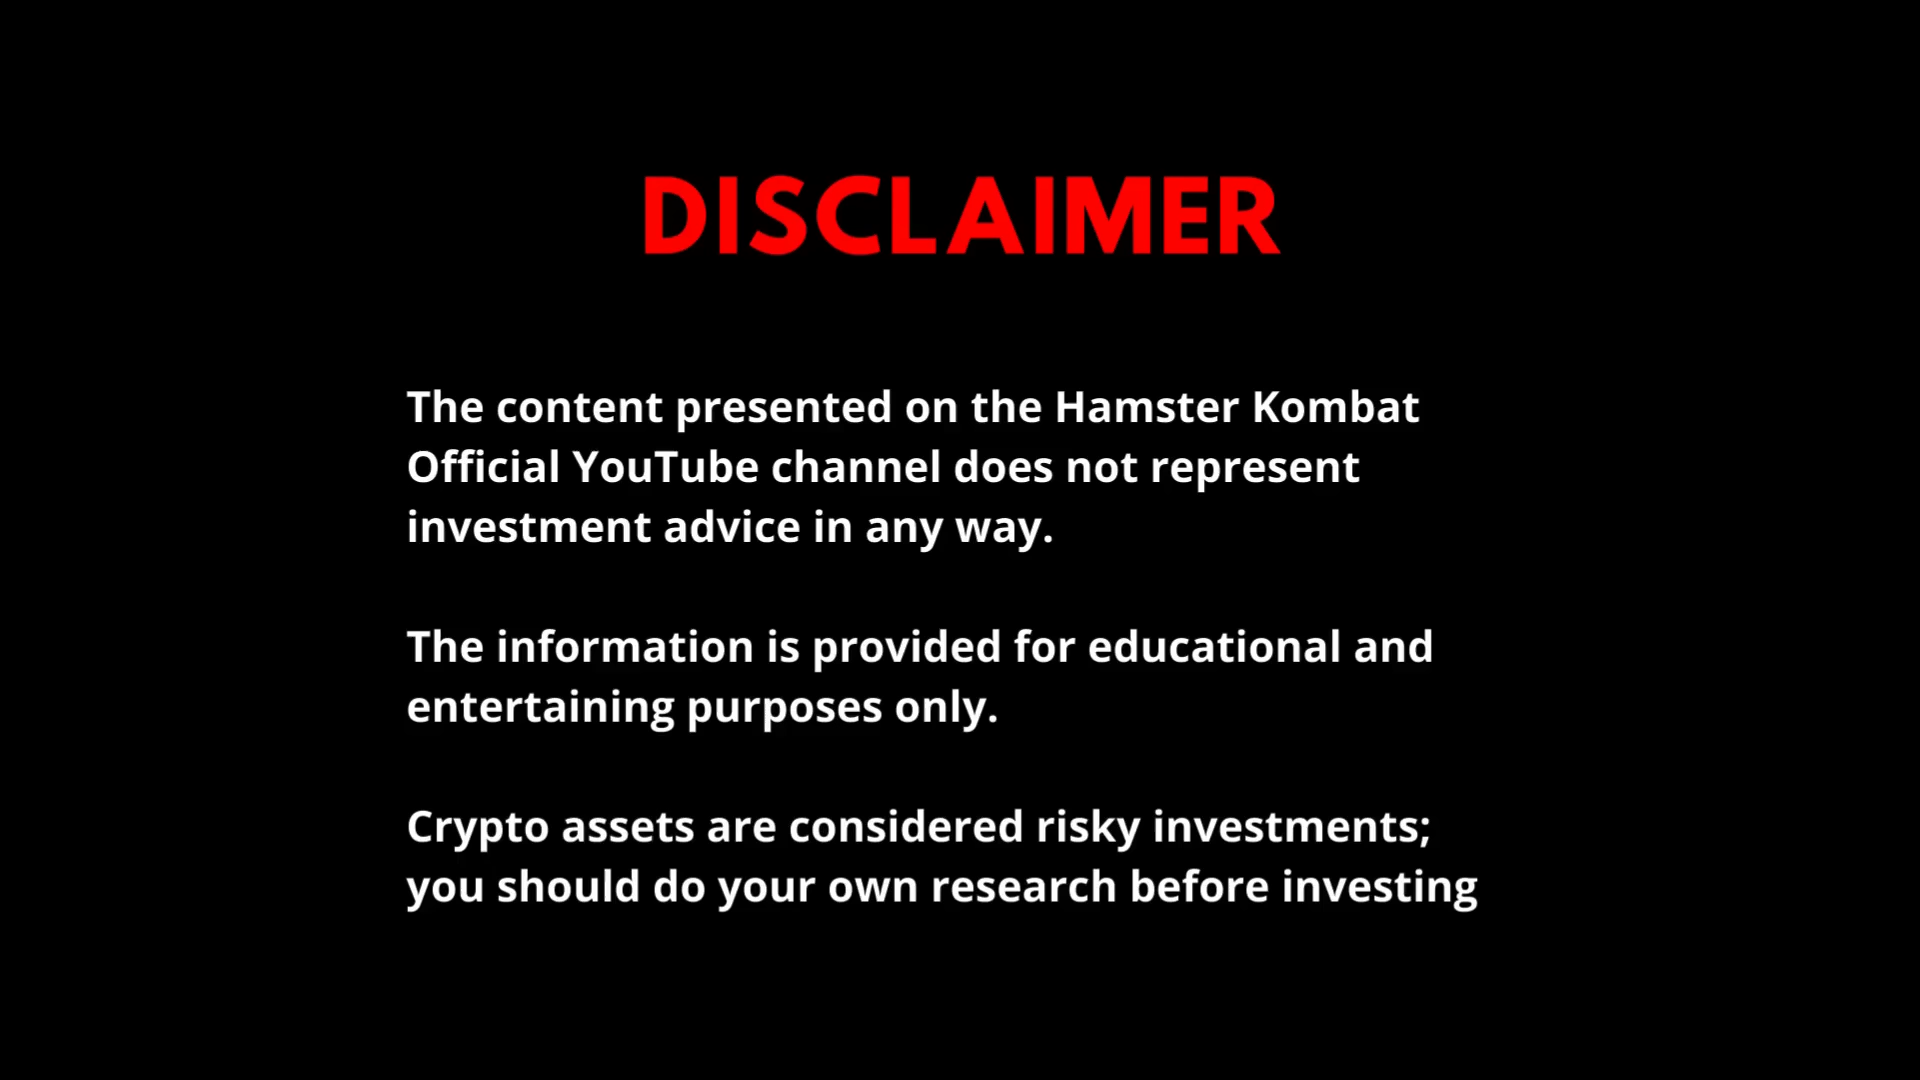 DISCLAIMER
The content presented on the Hamster Kombat
Official YouTube channel does not represent
investment advice in any way.
The information is provided for educational and
entertaining purposes only.
Crypto assets are considered risky investments;
you should do your own research before investing